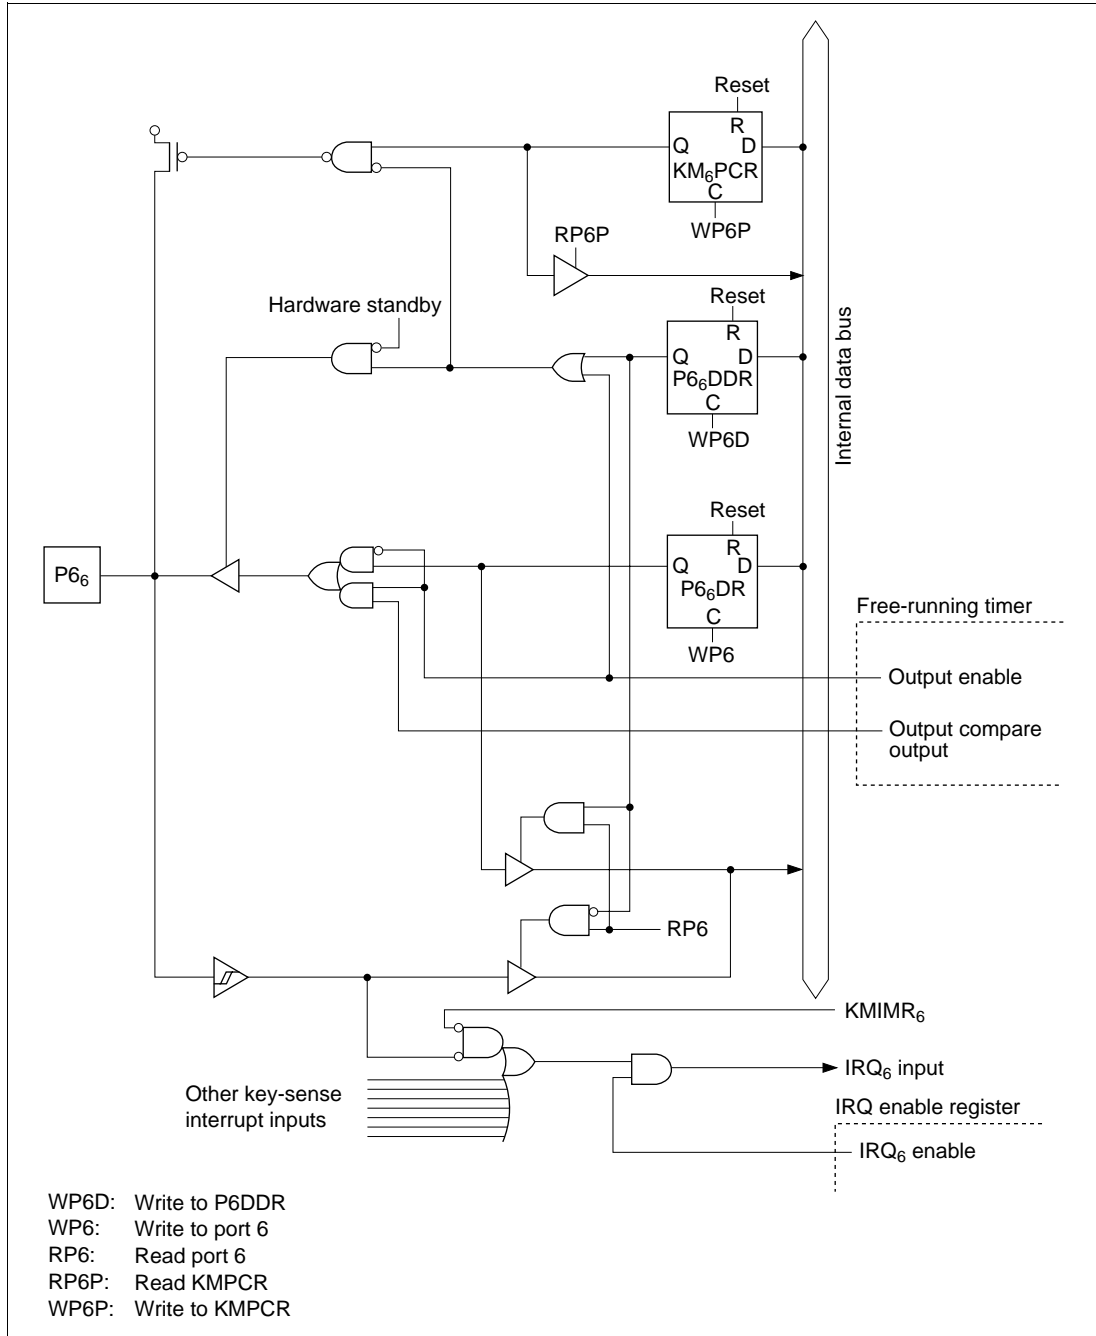 Reset
R
Q D
KM₆PCR
C
WP6P
RP6P
Hardware standby
Reset
R
Q D
P6₆DDR
C
WP6D
Internal data bus
Reset
R
Q D
P6₆DR
C
WP6
P6₆
Free-running timer
Output enable
Output compare
output
RP6
KMIMR₆
IRQ₆ input
Other key-sense
interrupt inputs
IRQ enable register
IRQ₆ enable
WP6D: Write to P6DDR
WP6: Write to port 6
RP6: Read port 6
RP6P: Read KMPCR
WP6P: Write to KMPCR